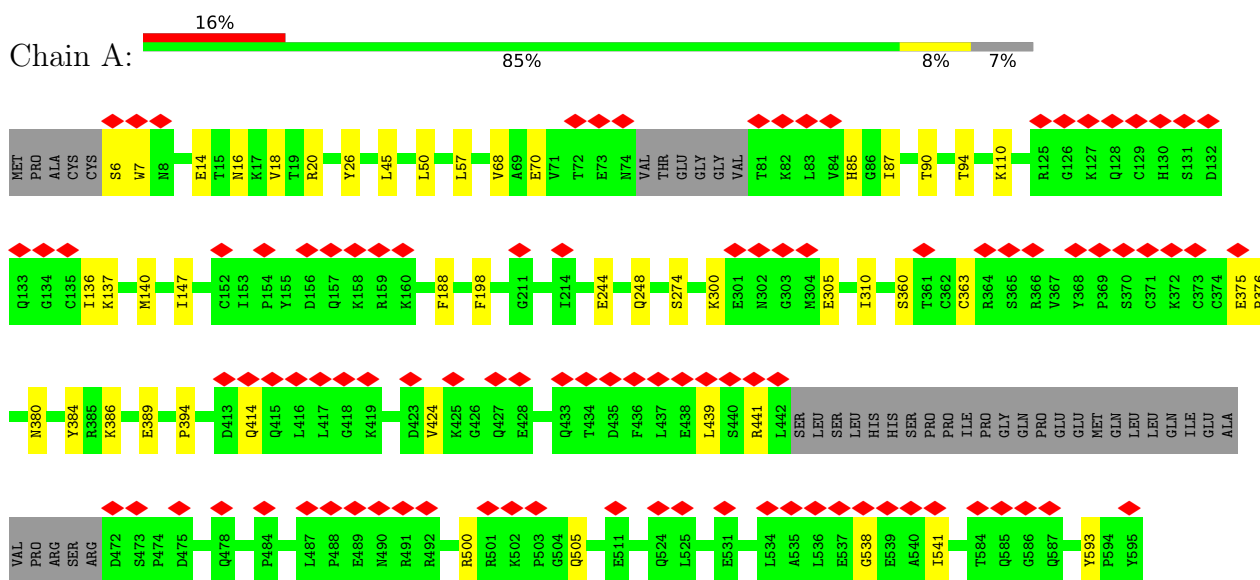 16%
Chain A:
85% 8% 7%
MET PRO ALA CYS CYS S6 W7 N8 E14 T15 N16 K17 V18 T19 R20 Y26 L45 L50 L57 V68 A69 E70 V71 T72 E73 N74 VAL THR GLU GLY GLY VAL T81 K82 L83 V84 H85 G86 I87 T90 T94 K110 R125 G126 K127 Q128 C129 H130 S131 D132
Q133 G134 C135 I136 K137 M140 I147 C152 I153 P154 Y155 D156 Q157 K158 R159 K160 F188 F198 G211 I214 E244 Q248 S274 K300 E301 N302 G303 M304 E305 I310 S360 T361 C362 C363 R364 S365 R366 V367 Y368 P369 S370 C371 K372 C373 C374 E375 R376
N380 Y384 R385 K386 E389 P394 D413 Q414 Q415 L416 L417 G418 K419 D423 V424 K425 G426 Q427 E428 Q433 T434 D435 F436 L437 E438 L439 S440 R441 L442 SER LEU SER LEU HIS HIS SER PRO PRO ILE PRO GLY GLN PRO GLU GLU MET GLN LEU LEU GLN ILE GLU ALA
VAL PRO ARG SER ARG D472 S473 P474 D475 Q478 P484 L487 P488 E489 N490 R491 R492 R500 R501 K502 P503 G504 Q505 E511 Q524 L525 E531 L534 A535 L536 E537 G538 E539 A540 I541 T584 Q585 G586 Q587 Y593 P594 Y595